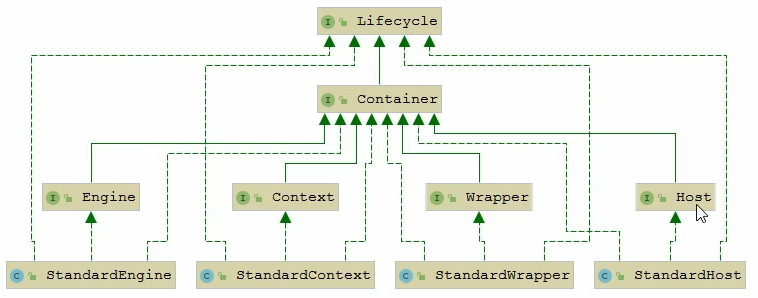 I Lifecycle
I Container
I Engine
I Context
I Wrapper
I Host
C StandardEngine
C StandardContext
C StandardWrapper
C StandardHost